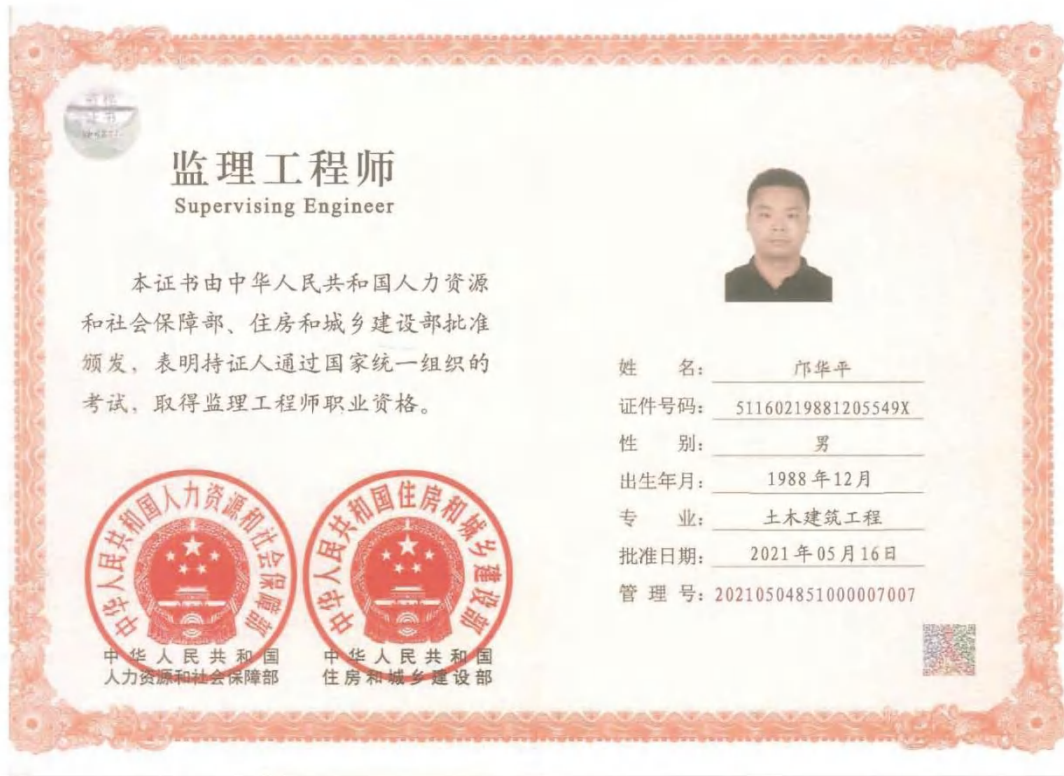 监理工程师
Supervising Engineer
本证书由中华人民共和国人力资源
和社会保障部、住房和城乡建设部批准
颁发，表明持证人通过国家统一组织的
考试，取得监理工程师职业资格。
中华人民共和国人力资源和社会保障部
中华人民共和国住房和城乡建设部
中华人民共和国
人力资源和社会保障部
中华人民共和国
住房和城乡建设部
姓 名：邝华平
证件号码：51160219881205549X
性 别：男
出生年月：1988年12月
专 业：土木建筑工程
批准日期：2021年05月16日
管 理 号：20210504851000007007